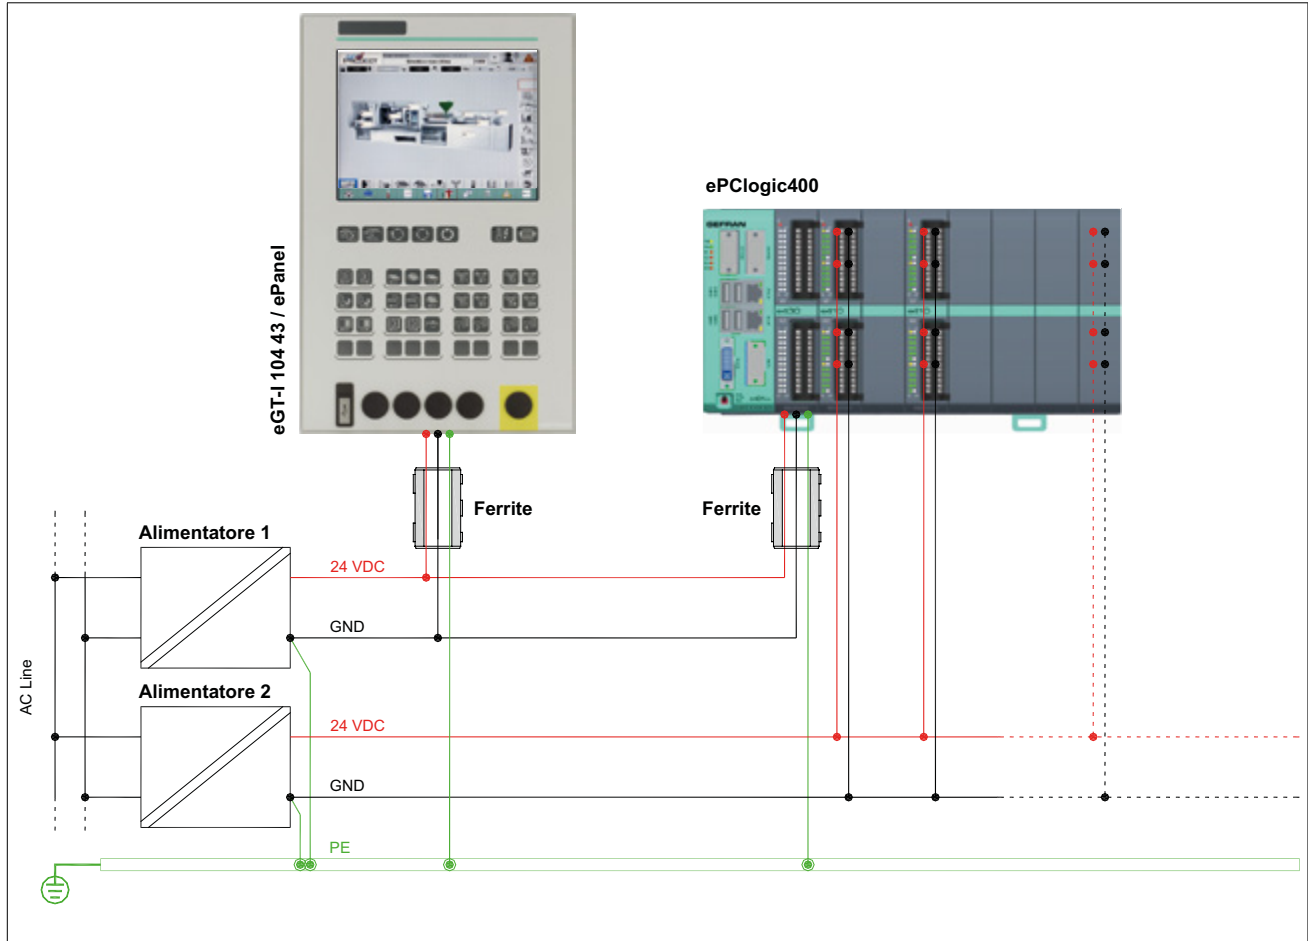 ePClogic400
GEFRAN
eGT-I 104 43 / ePanel
Ferrite
Ferrite
Alimentatore 1
24 VDC
GND
AC Line
Alimentatore 2
24 VDC
GND
PE